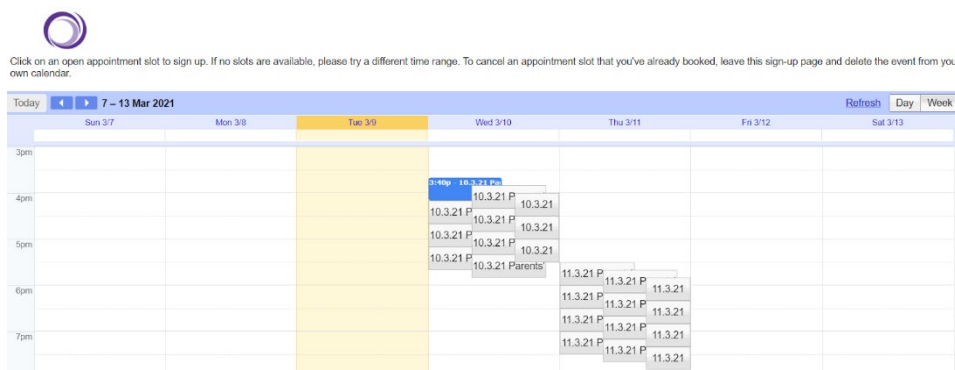 Click on an open appointment slot to sign up. If no slots are available, please try a different time range. To cancel an appointment slot that you've already booked, leave this sign-up page and delete the event from you
own calendar.
Today 7 – 13 Mar 2021 Refresh Day Week
Sun 3/7 Mon 3/8 Tue 3/9 Wed 3/10 Thu 3/11 Fri 3/12 Sat 3/13
3pm
3:40p - 10.3.21 Pa
4pm
10.3.21 P
10.3.21
10.3.21 P
10.3.21 P
10.3.21
10.3.21 P
10.3.21 P
5pm
10.3.21
10.3.21 P
10.3.21 Parents'
11.3.21 P
11.3.21 P
6pm
11.3.21
11.3.21 P
11.3.21 P
11.3.21
11.3.21 P
11.3.21 P
7pm
11.3.21
11.3.21 P
11.3.21 P
11.3.21